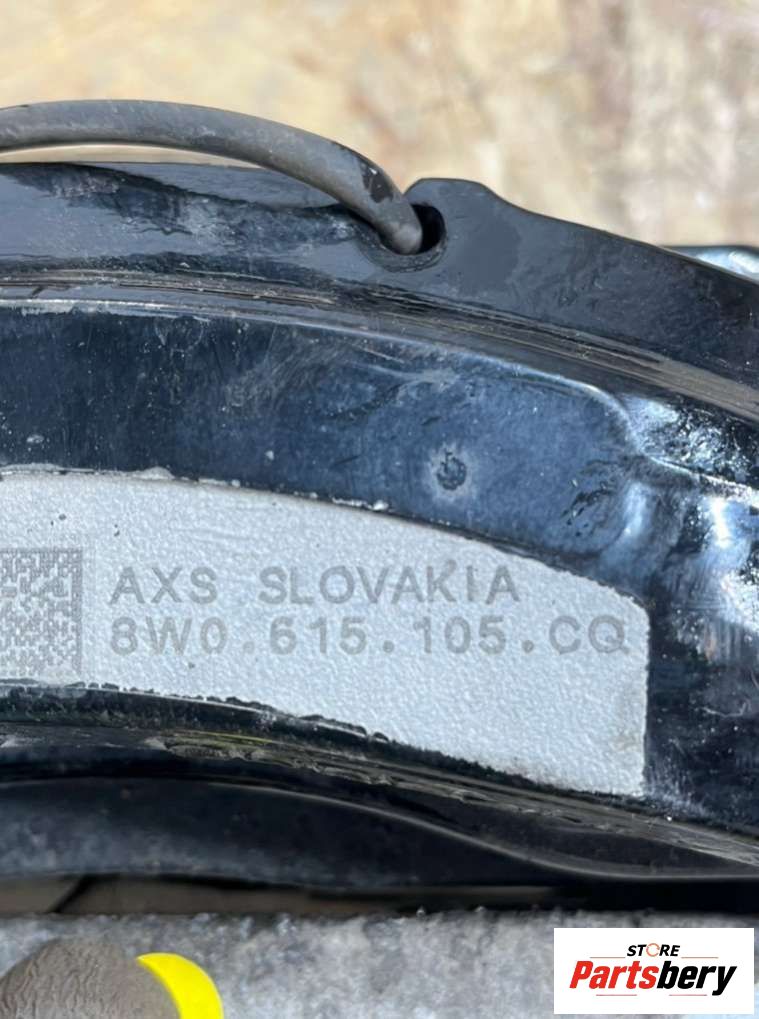 AXS SLOVAKIA
8W0.615.105.CQ
STORE
Partsbery